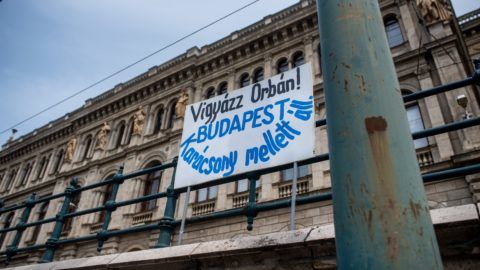 Vigyázz Orbán!
BUDAPEST
Karácsony mellett áll